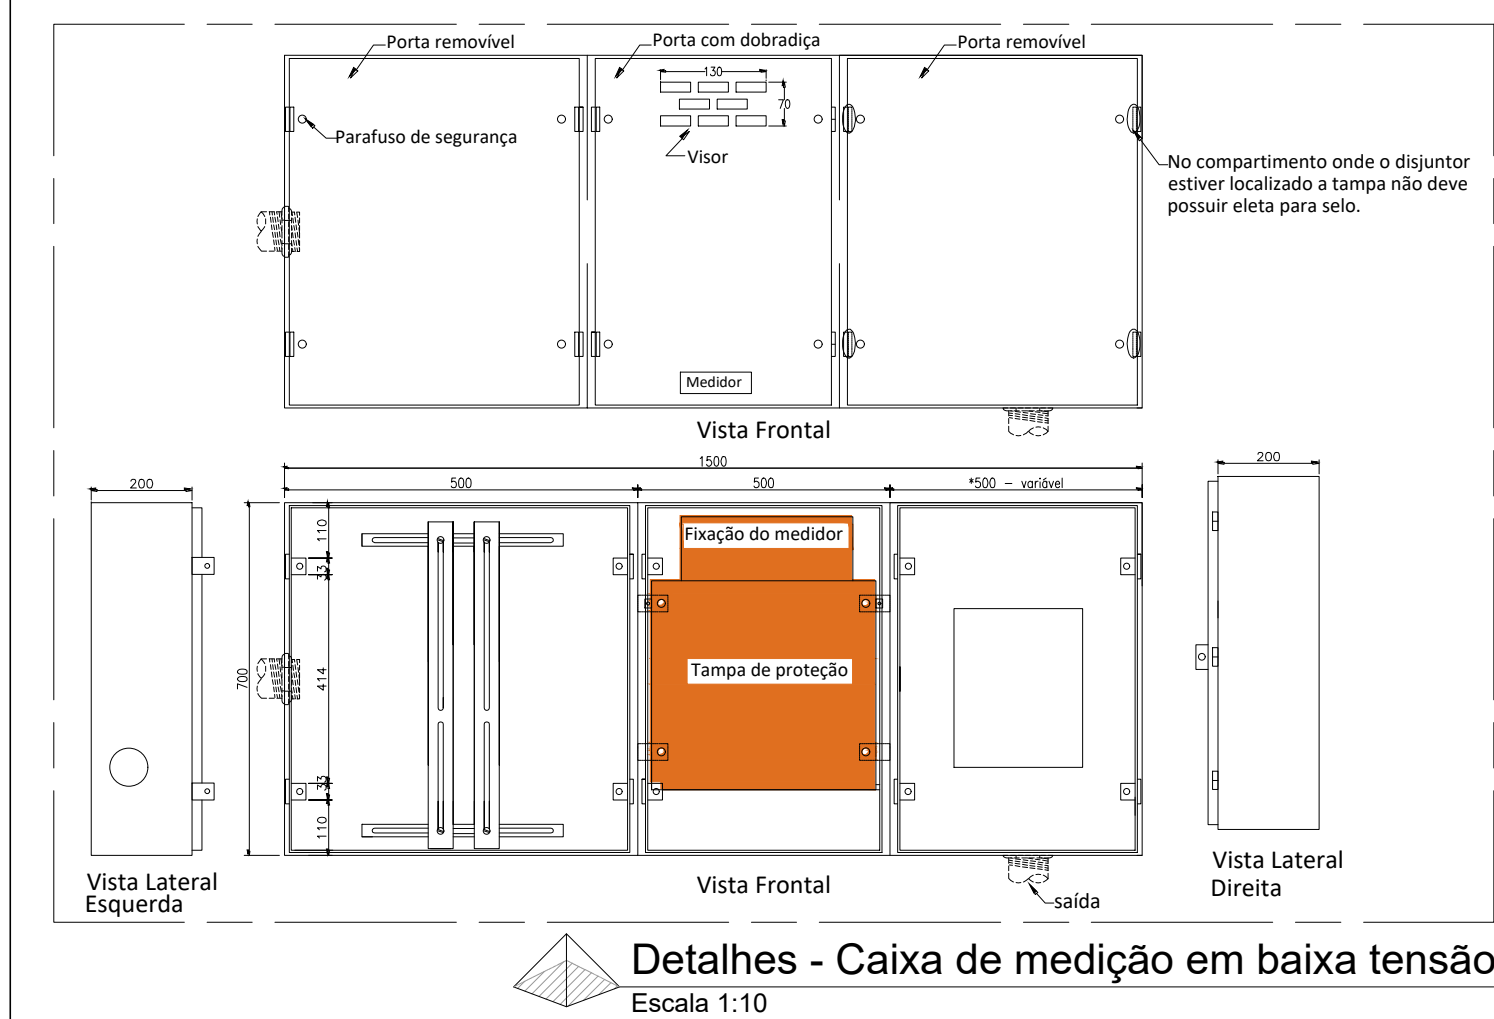 Porta removível
Porta com dobradiça
Porta removível
130
70
Parafuso de segurança
Visor
No compartimento onde o disjuntor
estiver localizado a tampa não deve
possuir eleta para selo.
Medidor
Vista Frontal
1500
200
500
500
*500 - variável
200
110
33
414
700
33
110
Fixação do medidor
Tampa de proteção
Vista Lateral
Esquerda
Vista Frontal
saída
Vista Lateral
Direita
Detalhes - Caixa de medição em baixa tensão
Escala 1:10